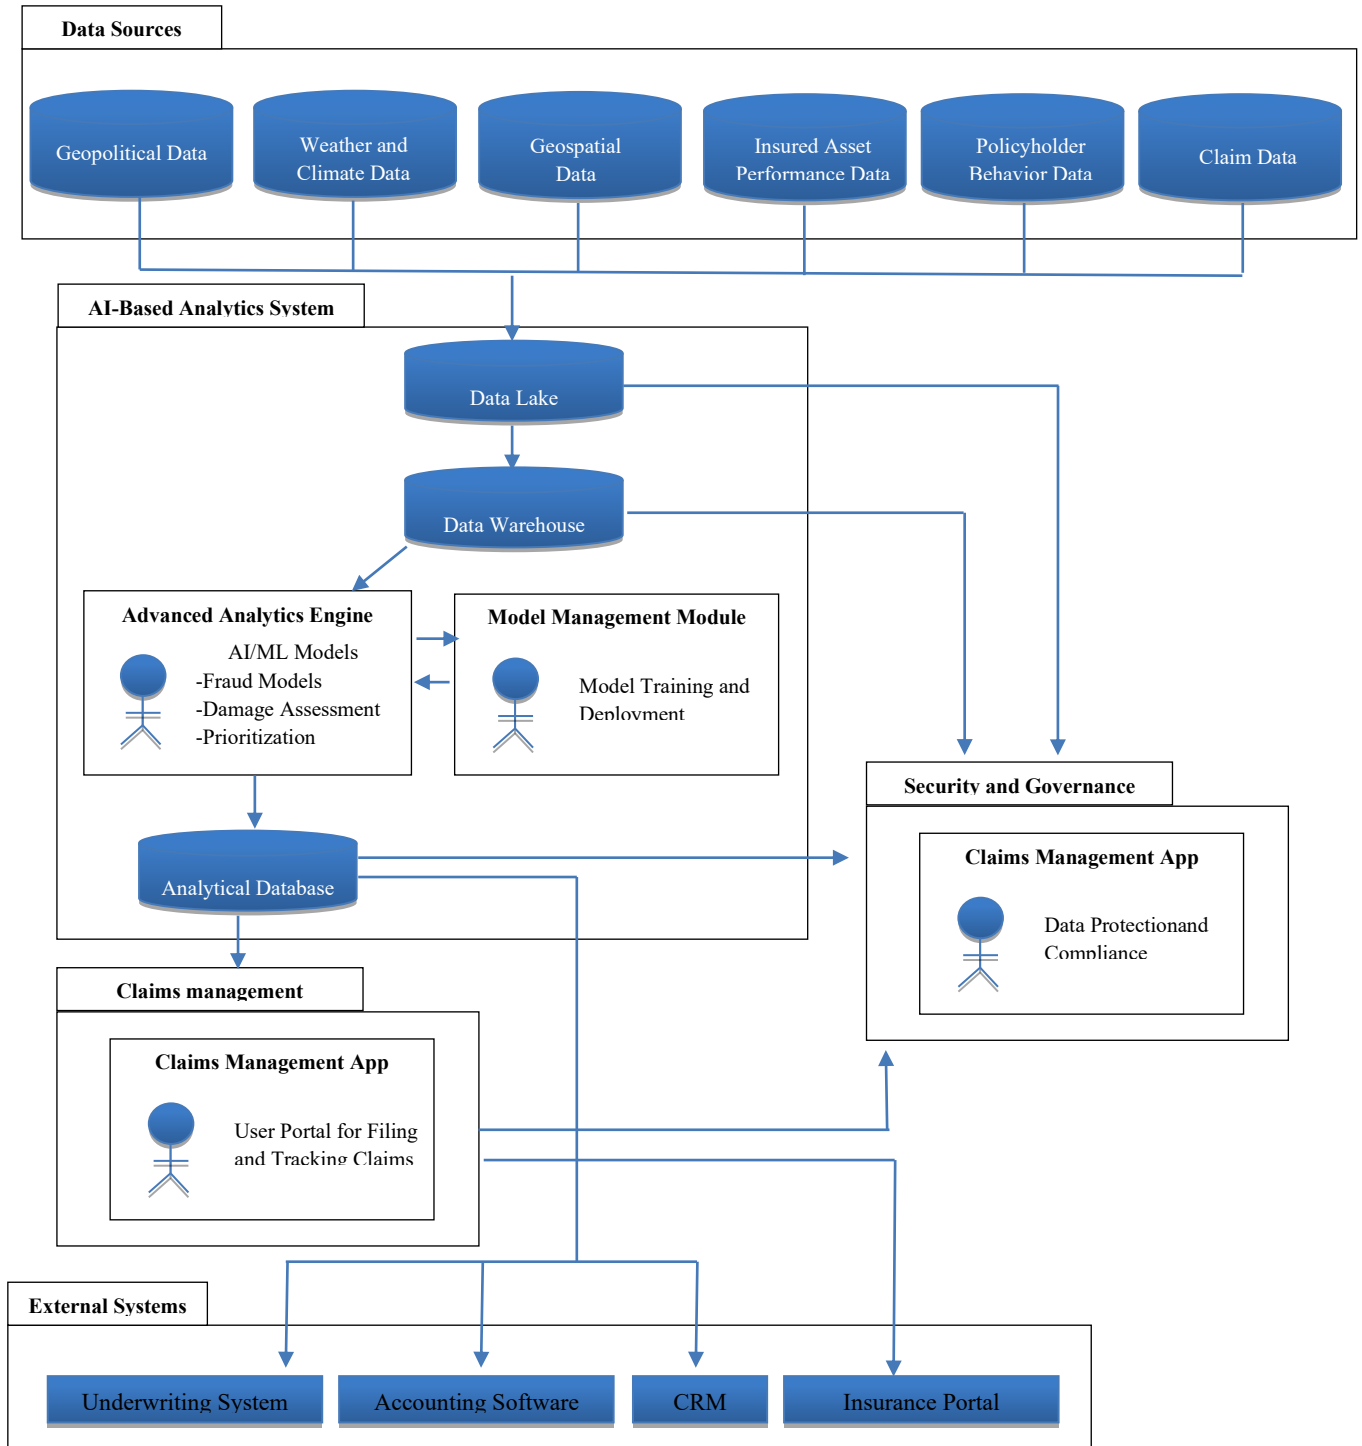 Data Sources
Geopolitical Data
Weather and
Climate Data
Geospatial
Data
Insured Asset
Performance Data
Policyholder
Behavior Data
Claim Data
AI-Based Analytics System
Data Lake
Data Warehouse
Advanced Analytics Engine
AI/ML Models
-Fraud Models
-Damage Assessment
-Prioritization
Model Management Module
Model Training and
Deployment
Security and Governance
Claims Management App
Data Protectionand
Compliance
Analytical Database
Claims management
Claims Management App
User Portal for Filing
and Tracking Claims
External Systems
Underwriting System
Accounting Software
CRM
Insurance Portal